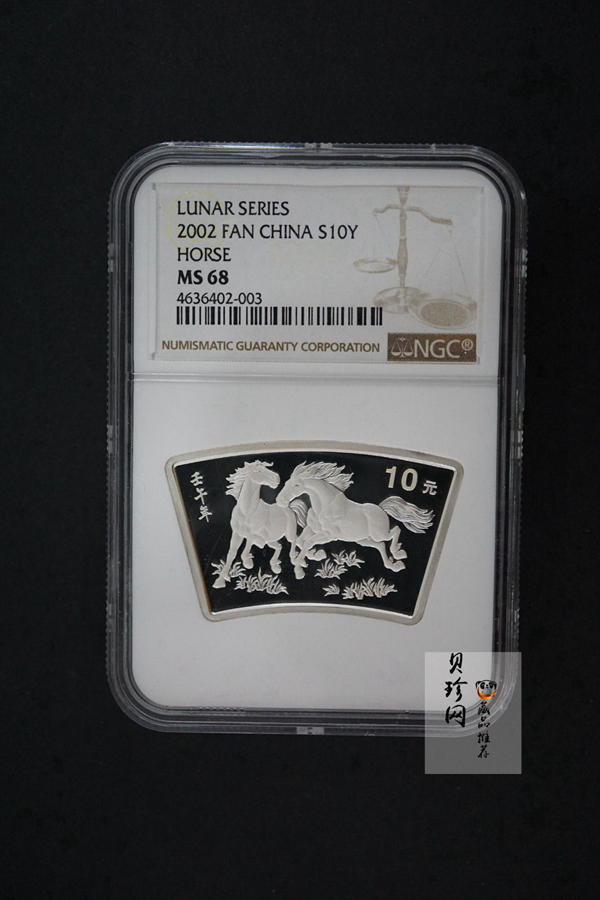 LUNAR SERIES
2002 FAN CHINA S10Y
HORSE
MS 68
4636402-003
NUMISMATIC GUARANTY CORPORATION
NGC®
壬午年
10元
贝珍网
藏品
推荐